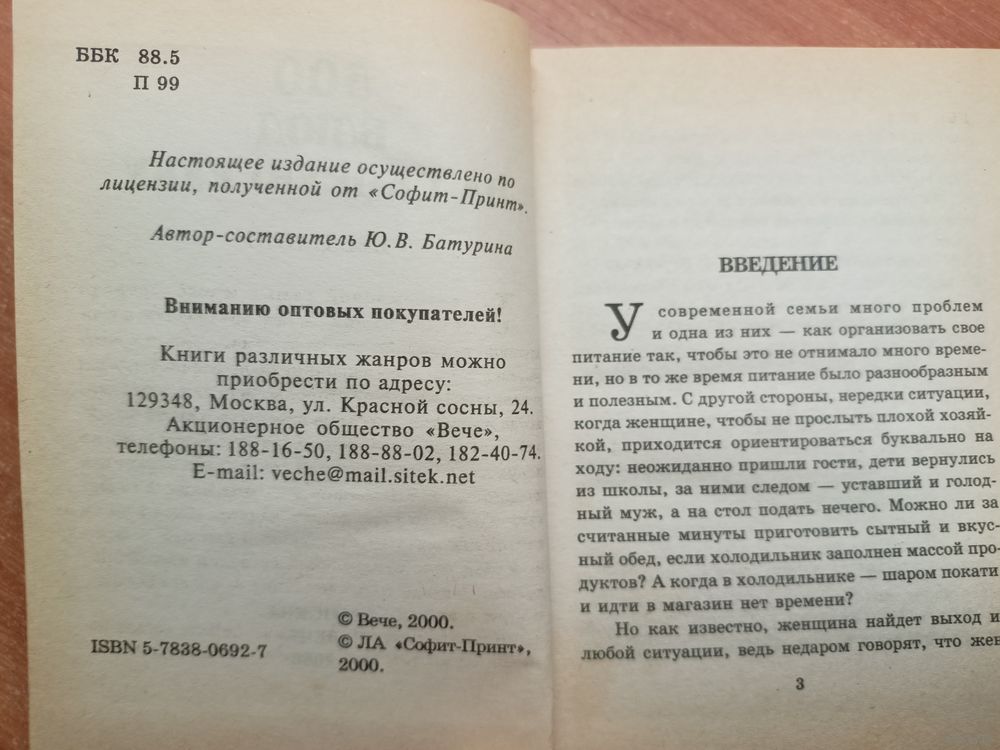 ББК 88.5
П 99
Настоящее издание осуществлено по
лицензии, полученной от «Софит-Принт».
Автор-составитель Ю.В. Батурина
Вниманию оптовых покупателей!
Книги различных жанров можно
приобрести по адресу:
129348, Москва, ул. Красной сосны, 24.
Акционерное общество «Вече»,
телефоны: 188-16-50, 188-88-02, 182-40-74.
E-mail: veche@mail.sitek.net
© Вече, 2000.
ISBN 5-7838-0692-7
© ЛА «Софит-Принт»,
2000.
ВВЕДЕНИЕ
У современной семьи много проблем
и одна из них — как организовать свое
питание так, чтобы это не отнимало много време-
ни, но в то же время питание было разнообразным
и полезным. С другой стороны, нередки ситуации,
когда женщине, чтобы не прослыть плохой хозяй-
кой, приходится ориентироваться буквально на
ходу: неожиданно пришли гости, дети вернулись
из школы, за ними следом — уставший и голод-
ный муж, а на стол подать нечего. Можно ли за
считанные минуты приготовить сытный и вкус-
ный обед, если холодильник заполнен массой про-
дуктов? А когда в холодильнике — шаром покати
и идти в магазин нет времени?
Но как известно, женщина найдет выход и
любой ситуации, ведь недаром говорят, что жен
3